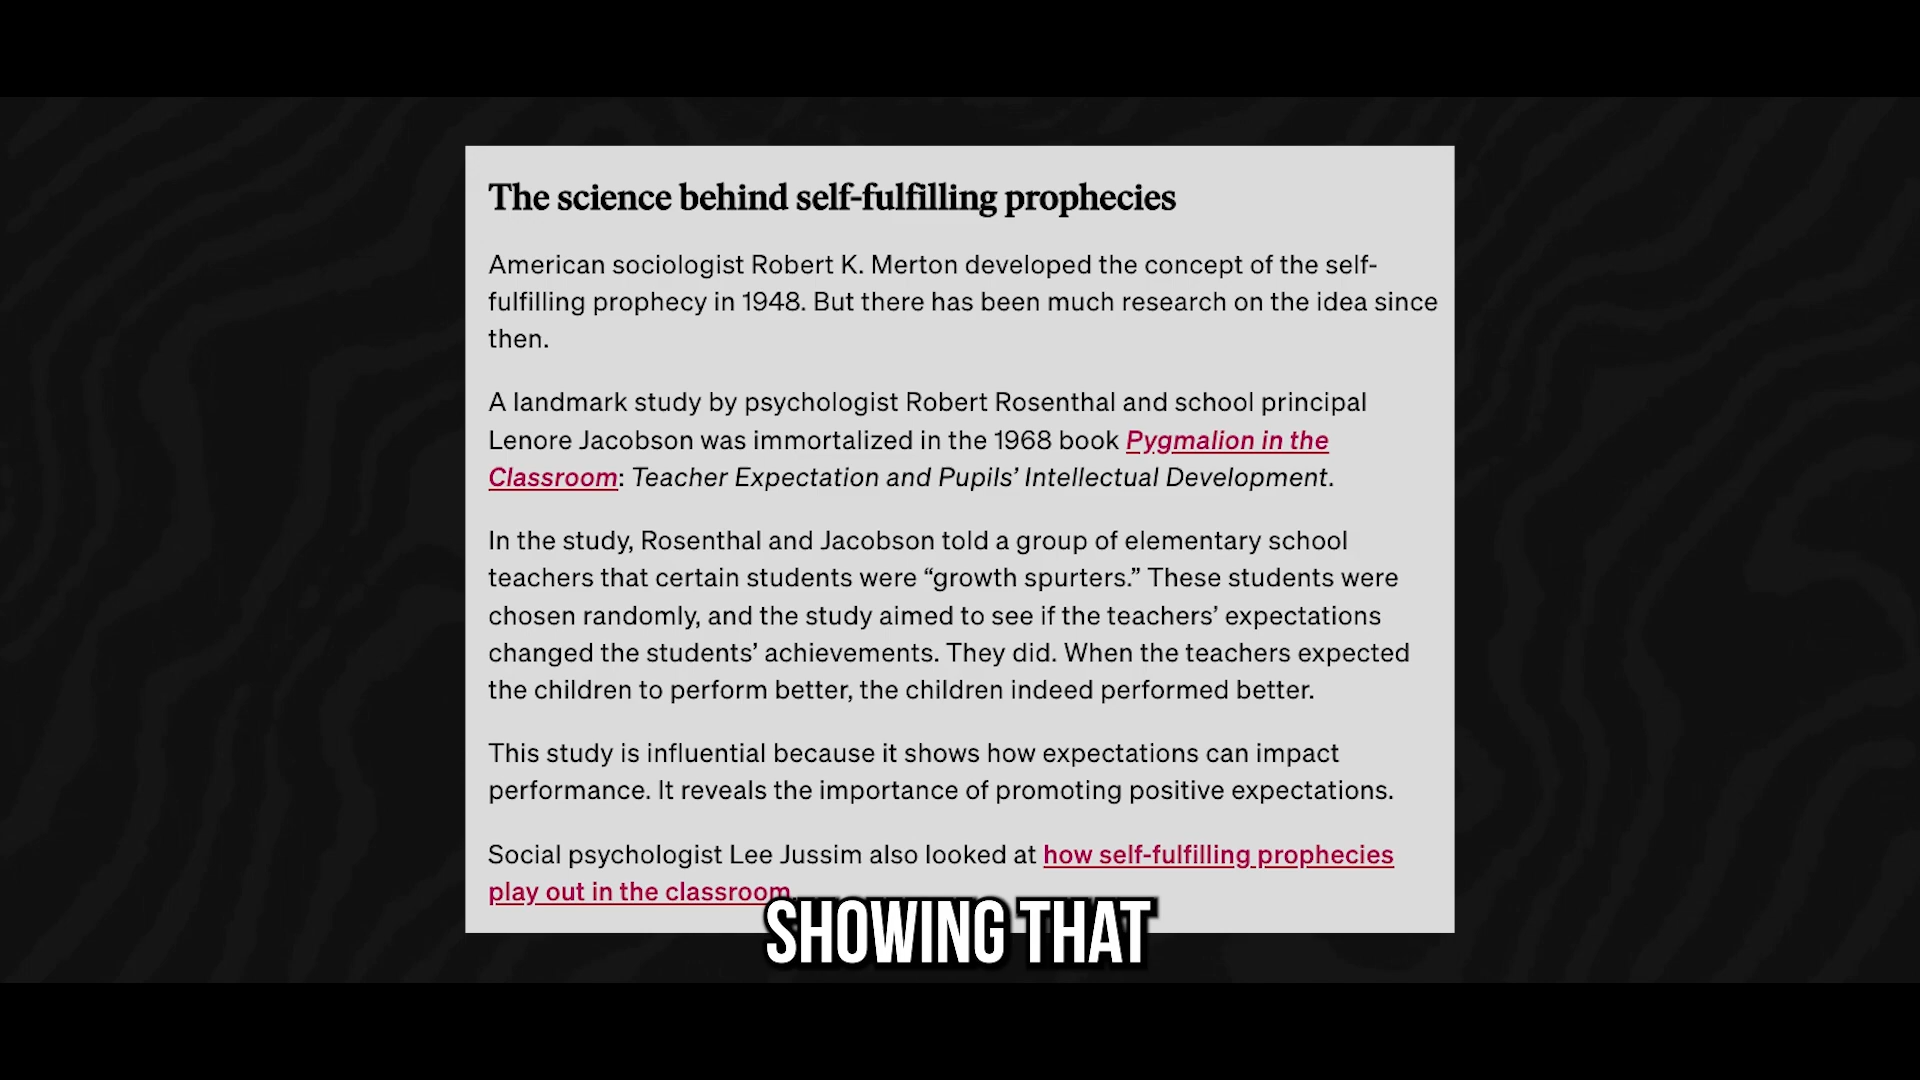 The science behind self-fulfilling prophecies
American sociologist Robert K. Merton developed the concept of the self-
fulfilling prophecy in 1948. But there has been much research on the idea since
then.
A landmark study by psychologist Robert Rosenthal and school principal
Lenore Jacobson was immortalized in the 1968 book Pygmalion in the
Classroom: Teacher Expectation and Pupils’ Intellectual Development.
In the study, Rosenthal and Jacobson told a group of elementary school
teachers that certain students were “growth spurters.” These students were
chosen randomly, and the study aimed to see if the teachers’ expectations
changed the students’ achievements. They did. When the teachers expected
the children to perform better, the children indeed performed better.
This study is influential because it shows how expectations can impact
performance. It reveals the importance of promoting positive expectations.
Social psychologist Lee Jussim also looked at how self-fulfilling prophecies
play out in the classroom.
SHOWING THAT